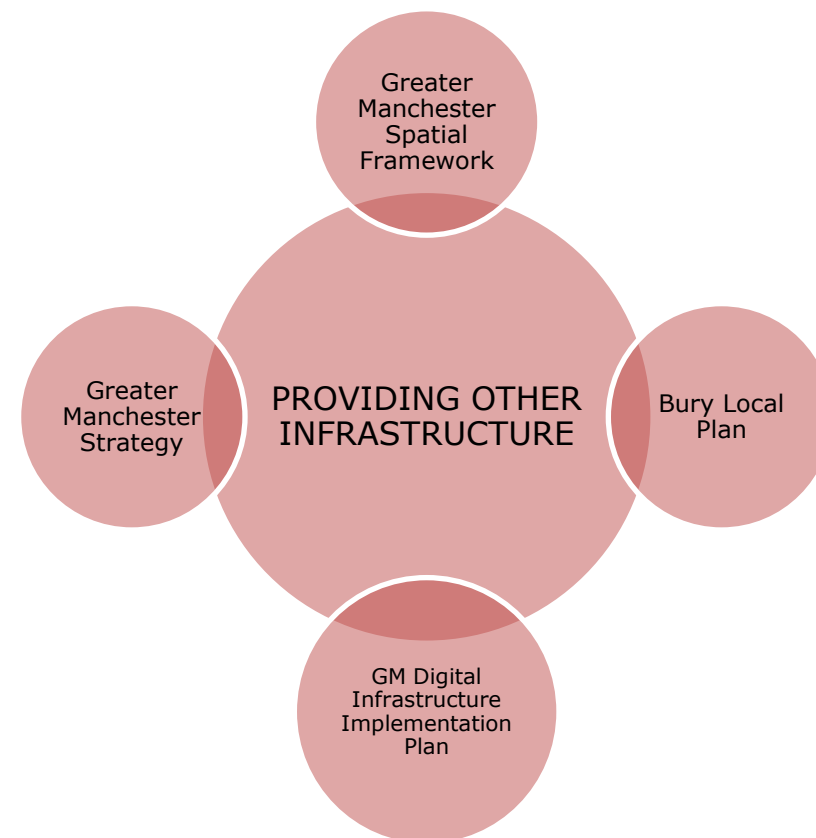 Greater
Manchester
Spatial
Framework
Greater
Manchester
Strategy
PROVIDING OTHER
INFRASTRUCTURE
Bury Local
Plan
GM Digital
Infrastructure
Implementation
Plan